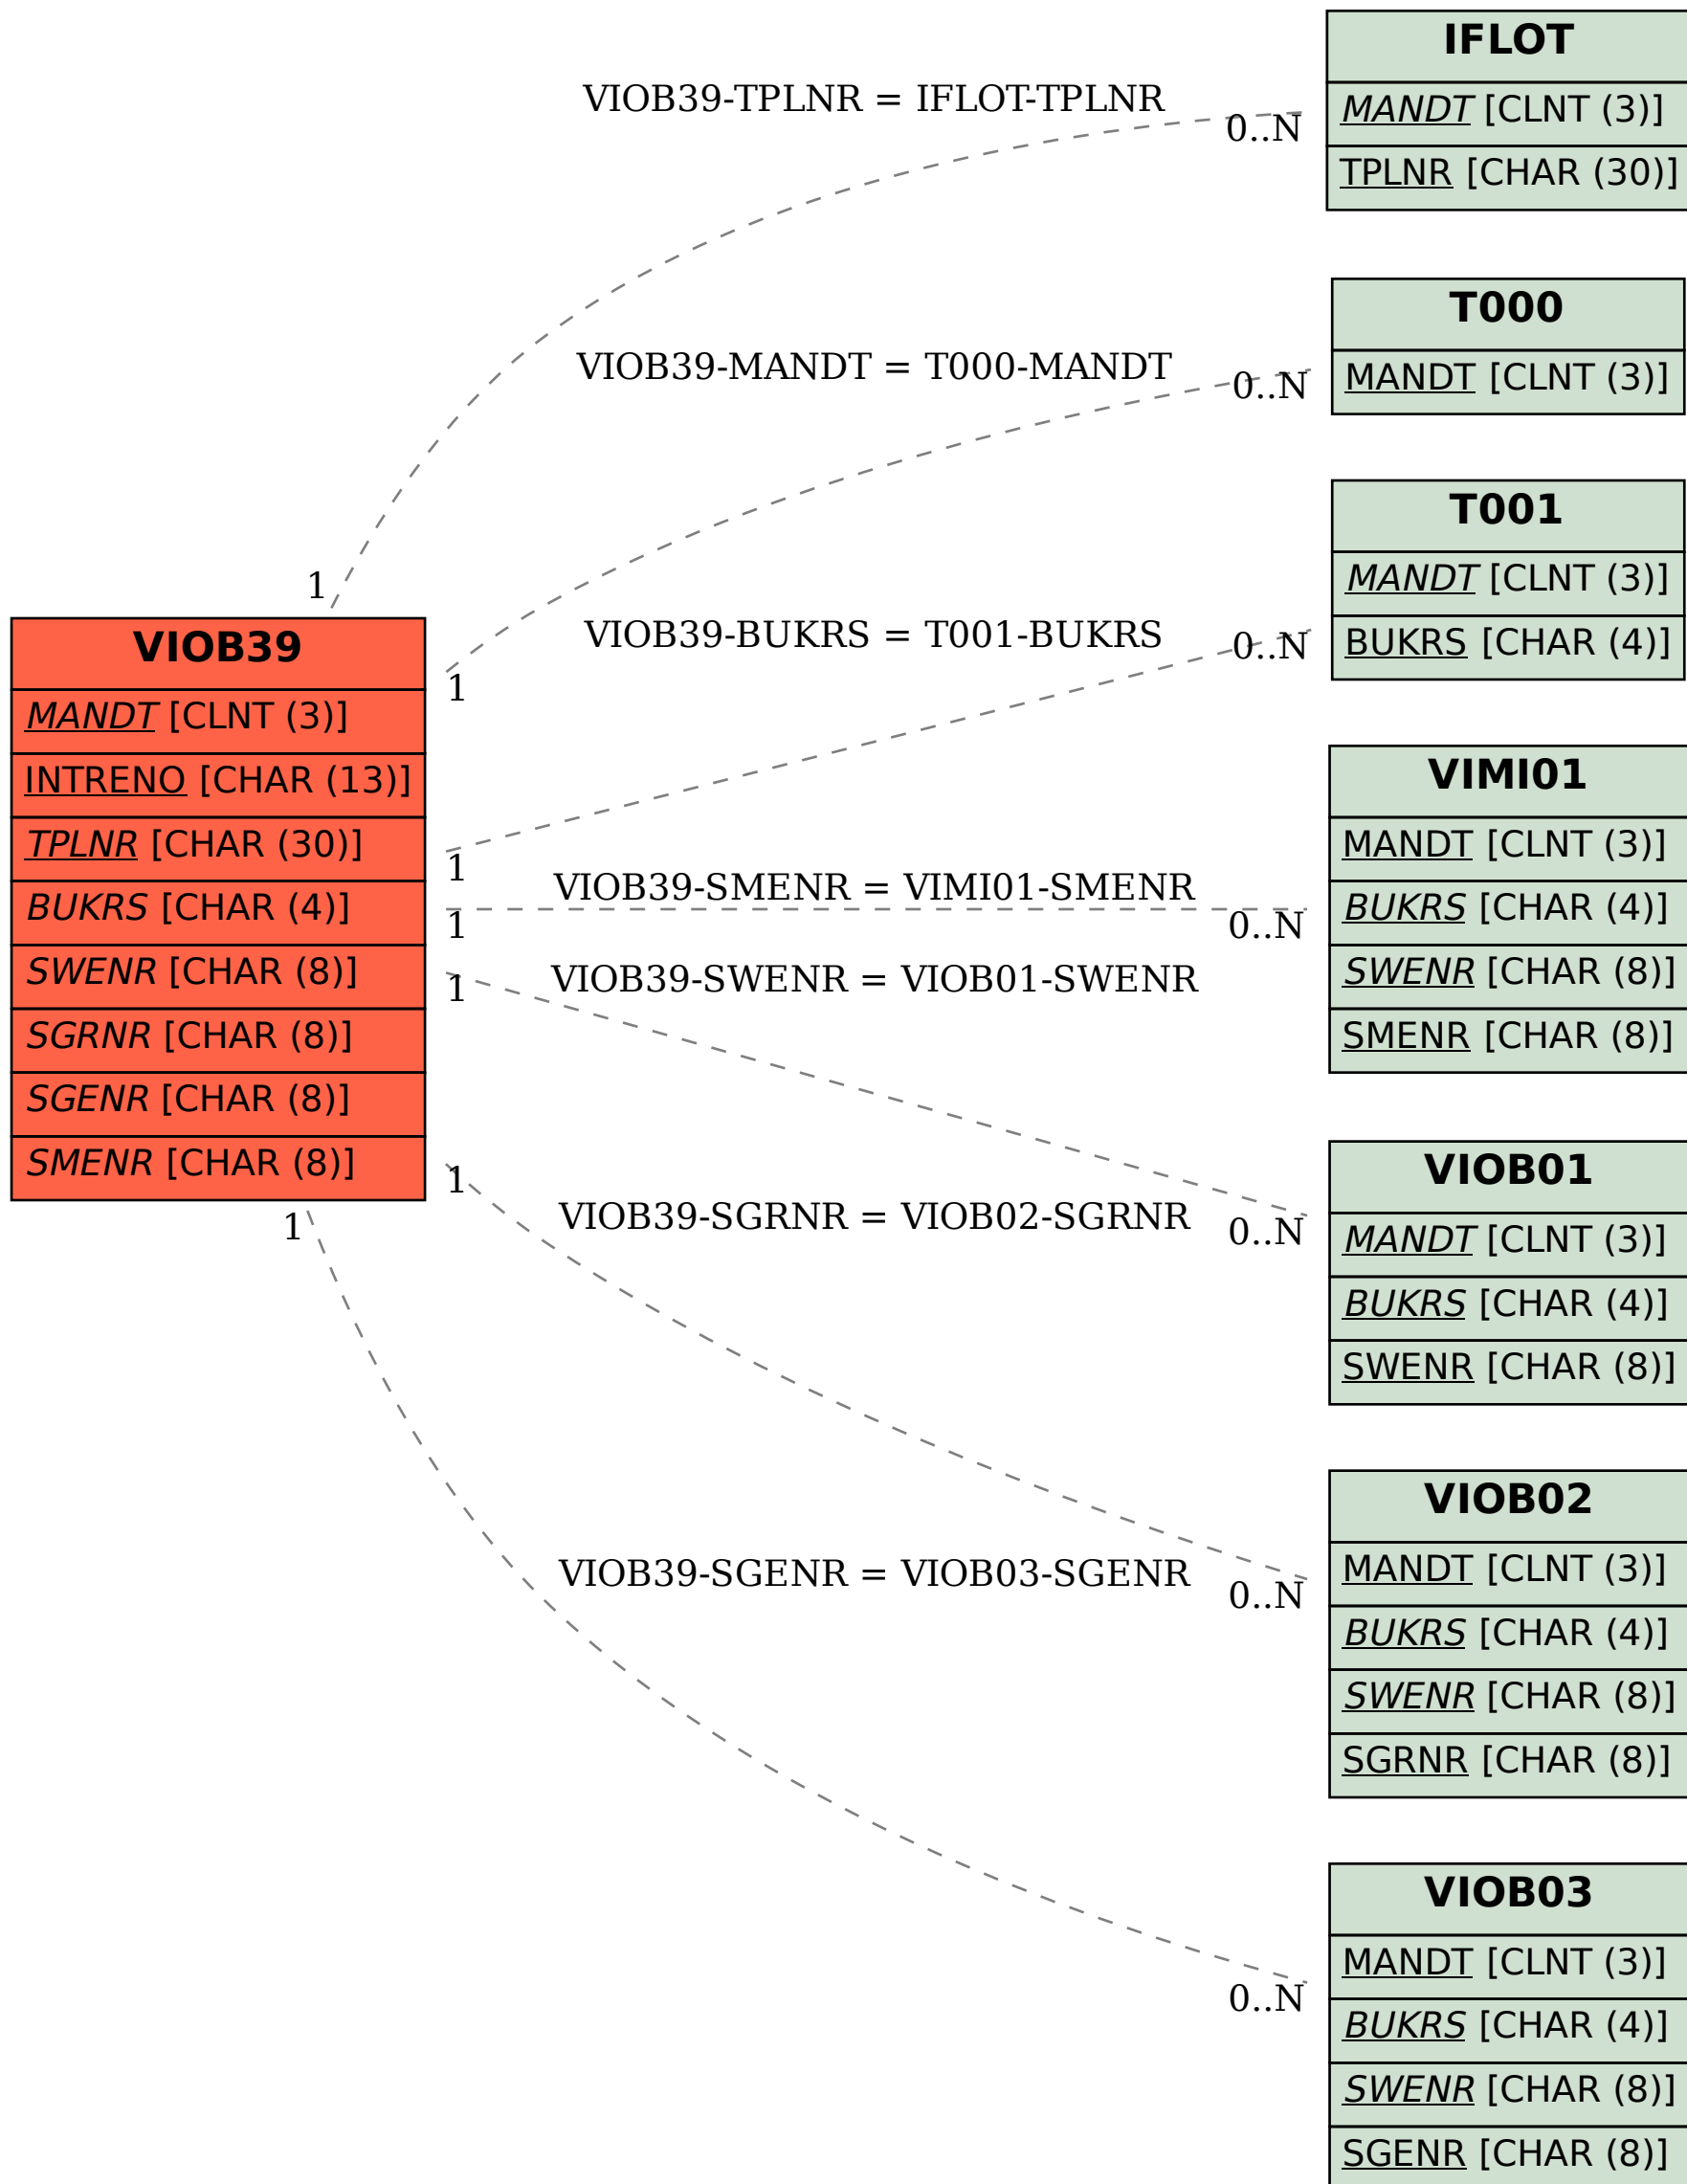 IFLOT
MANDT [CLNT (3)]
TPLNR [CHAR (30)]
VIOB39-TPLNR = IFLOT-TPLNR
0..N
1
T000
MANDT [CLNT (3)]
VIOB39-MANDT = T000-MANDT
0..N
1
T001
MANDT [CLNT (3)]
BUKRS [CHAR (4)]
VIOB39-BUKRS = T001-BUKRS
0..N
1
VIOB39
MANDT [CLNT (3)]
INTRENO [CHAR (13)]
TPLNR [CHAR (30)]
BUKRS [CHAR (4)]
SWENR [CHAR (8)]
SGRNR [CHAR (8)]
SGENR [CHAR (8)]
SMENR [CHAR (8)]
VIMI01
MANDT [CLNT (3)]
BUKRS [CHAR (4)]
SWENR [CHAR (8)]
SMENR [CHAR (8)]
VIOB39-SMENR = VIMI01-SMENR
0..N
1
VIOB39-SWENR = VIOB01-SWENR
0..N
1
VIOB01
MANDT [CLNT (3)]
BUKRS [CHAR (4)]
SWENR [CHAR (8)]
VIOB39-SGRNR = VIOB02-SGRNR
0..N
1
VIOB02
MANDT [CLNT (3)]
BUKRS [CHAR (4)]
SWENR [CHAR (8)]
SGRNR [CHAR (8)]
VIOB39-SGENR = VIOB03-SGENR
0..N
1
VIOB03
MANDT [CLNT (3)]
BUKRS [CHAR (4)]
SWENR [CHAR (8)]
SGENR [CHAR (8)]